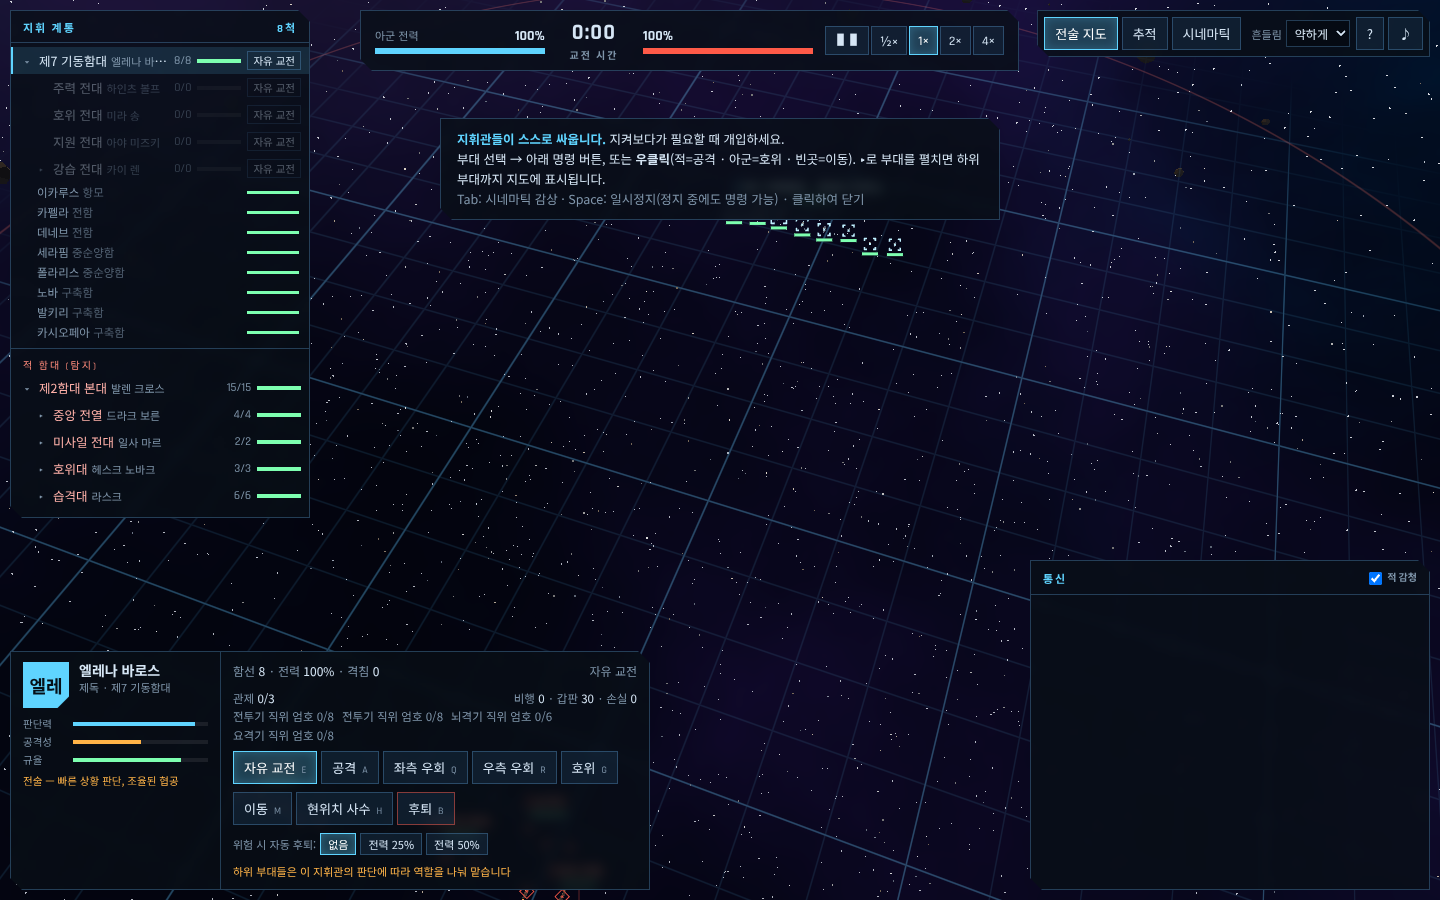 지휘 계통 8척
제7 기동함대 엘레나 바… 8/8 자유 교전
주력 전대 하인즈 볼프 0/0 자유 교전
호위 전대 미라 송 0/0 자유 교전
지원 전대 아야 미즈키 0/0 자유 교전
강습 전대 카이 렌 0/0 자유 교전
이카루스 항모
카펠라 전함
데네브 전함
세라핌 중순양함
폴라리스 중순양함
노바 구축함
발키리 구축함
카시오페아 구축함
적 함대 (탐지)
제2함대 본대 발렌 크로스 15/15
중앙 전열 드라크 보른 4/4
미사일 전대 일사 마르 2/2
호위대 헤스크 노바크 3/3
습격대 라스크 6/6
아군 전력 100%
0:00
교전 시간
100%
½× 1× 2× 4×
전술 지도 추적 시네마틱 흔들림 약하게 ? ♪
지휘관들이 스스로 싸웁니다. 지켜보다가 필요할 때 개입하세요.
부대 선택 → 아래 명령 버튼, 또는 우클릭(적=공격 · 아군=호위 · 빈곳=이동). ▸로 부대를 펼치면 하위
부대까지 지도에 표시됩니다.
Tab: 시네마틱 감상 · Space: 일시정지(정지 중에도 명령 가능) · 클릭하여 닫기
통신 적 감청
엘레
엘레나 바로스
제독 · 제7 기동함대
판단력
공격성
규율
전술 — 빠른 상황 판단, 조율된 협공
함선 8 · 전력 100% · 격침 0 자유 교전
관제 0/3 비행 0 · 갑판 30 · 손실 0
전투기 직위 엄호 0/8 전투기 직위 엄호 0/8 뇌격기 직위 엄호 0/6
요격기 직위 엄호 0/8
자유 교전 E 공격 A 좌측 우회 Q 우측 우회 R 호위 G
이동 M 현위치 사수 H 후퇴 B
위험 시 자동 후퇴: 없음 전력 25% 전력 50%
하위 부대들은 이 지휘관의 판단에 따라 역할을 나눠 맡습니다